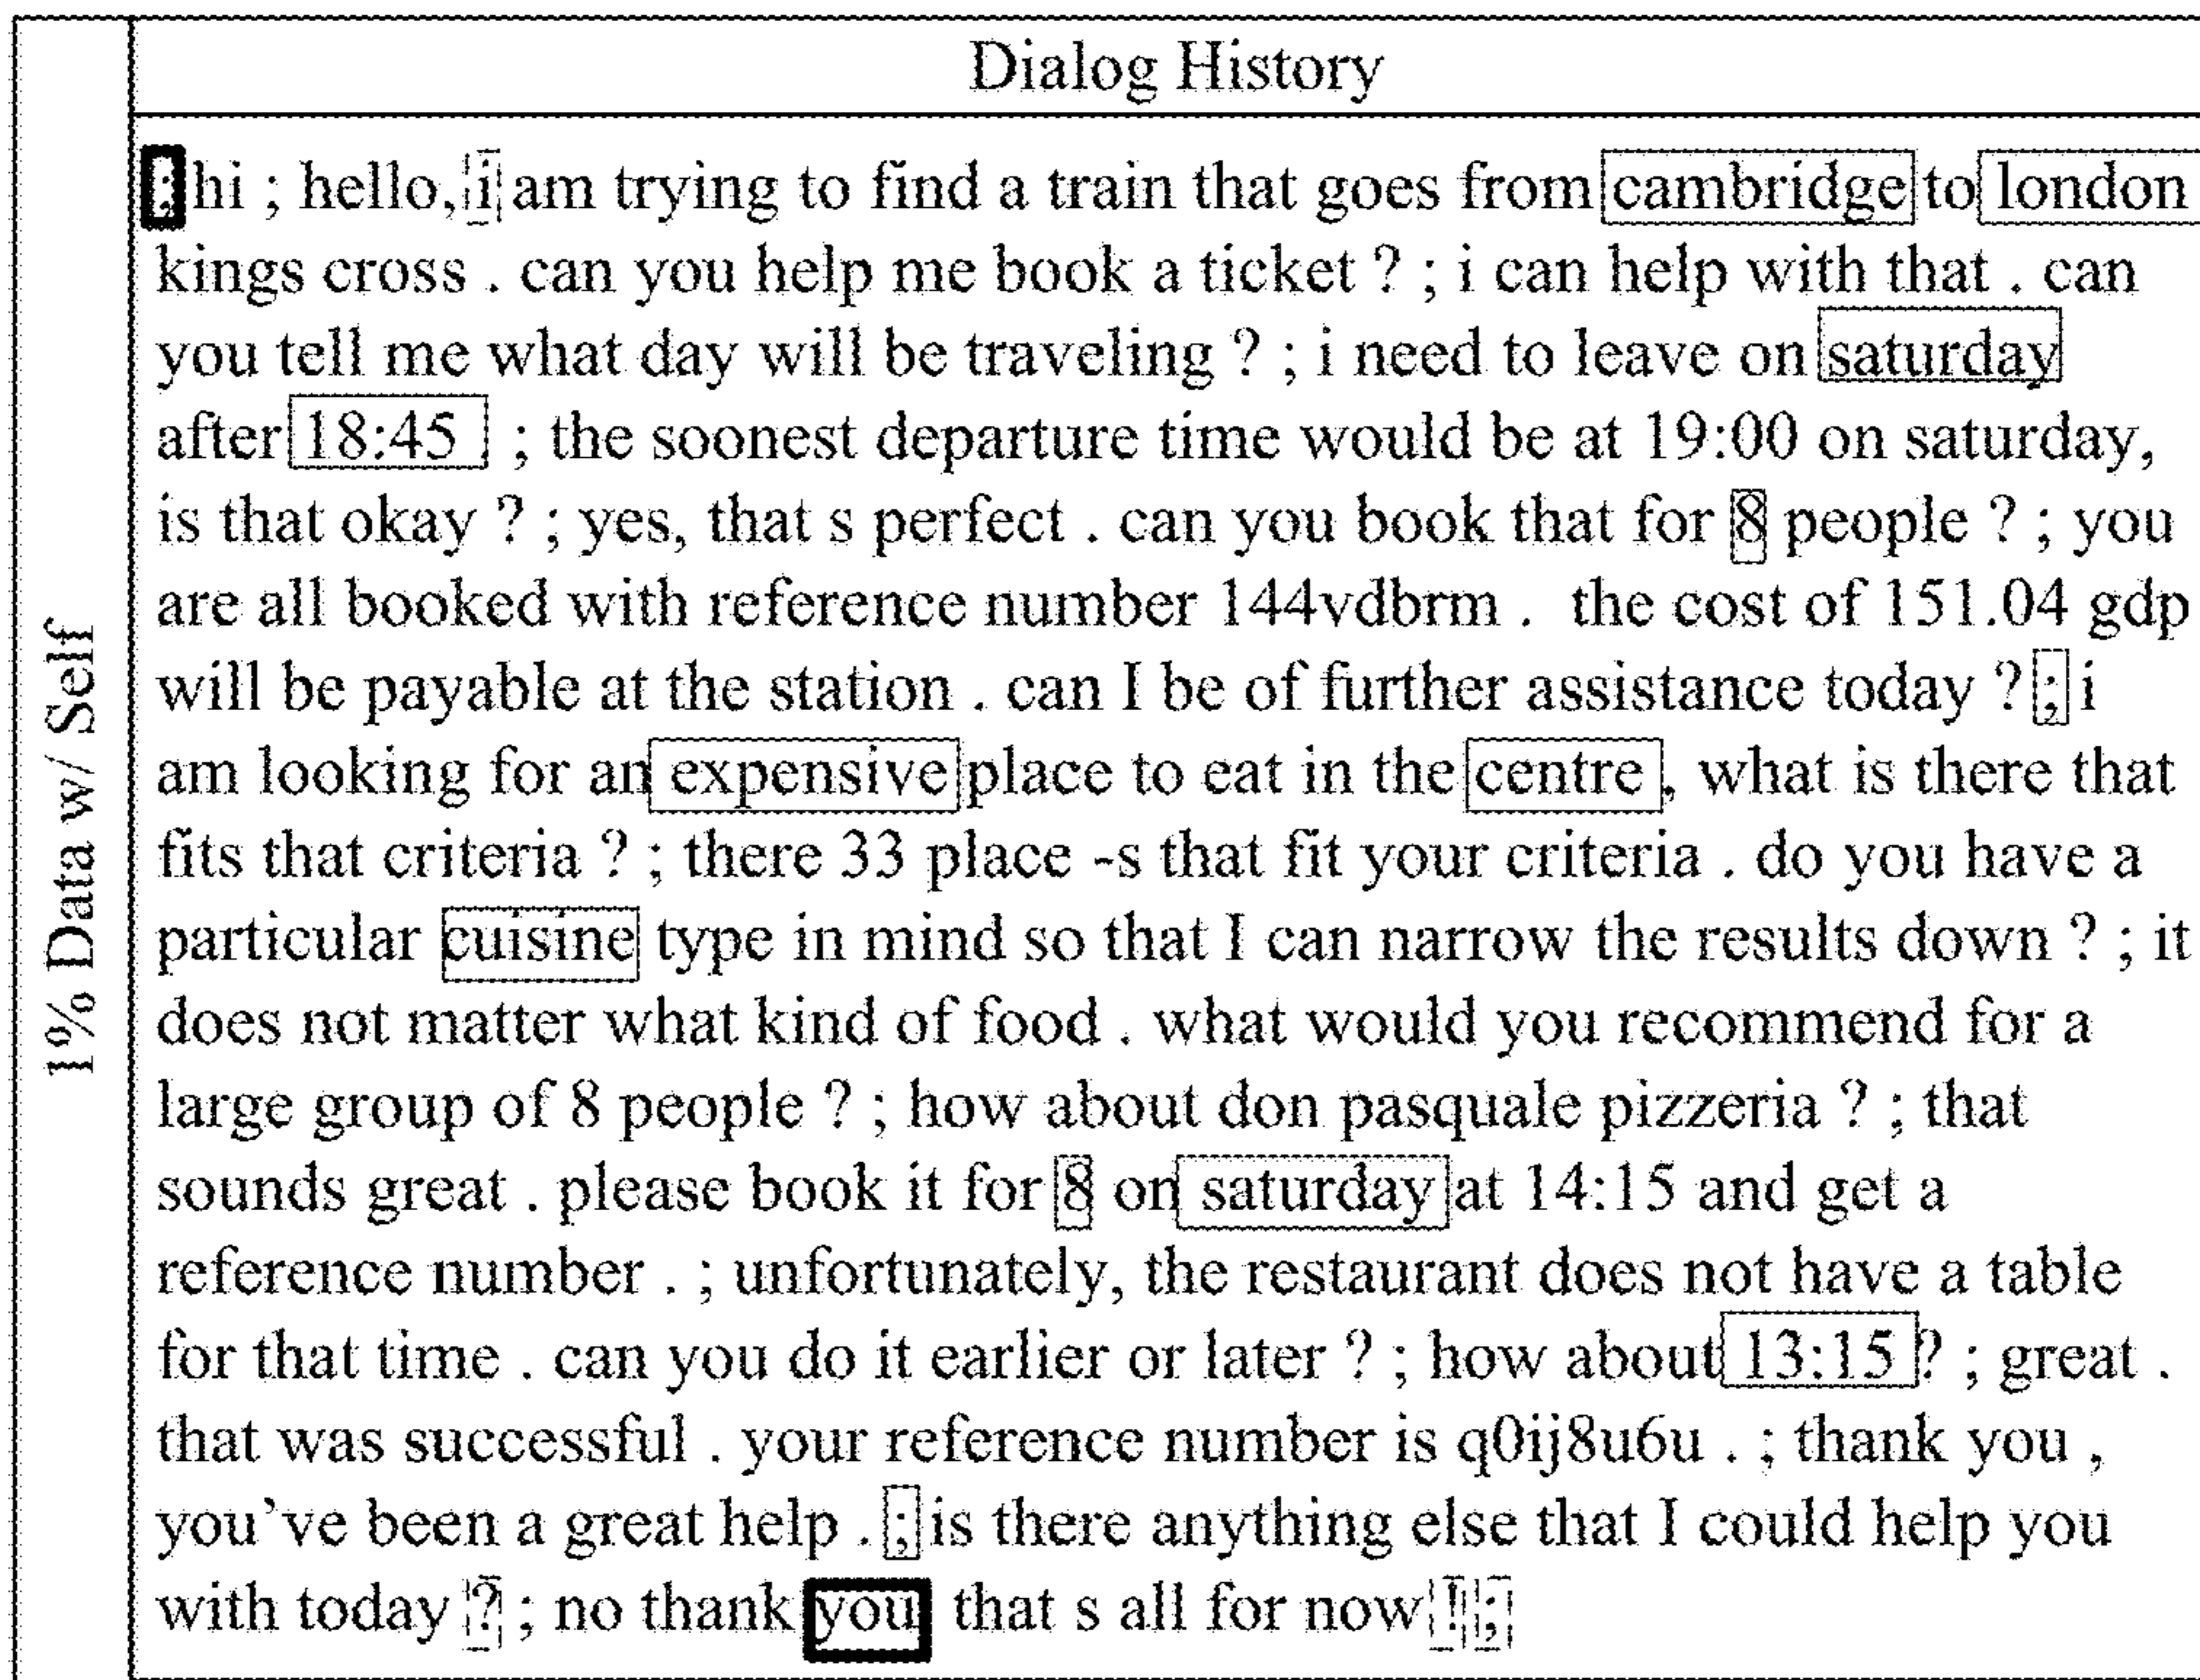 Dialog History
1% Data w/ Self
; hi ; hello, i am trying to find a train that goes from cambridge to london
kings cross . can you help me book a ticket ? ; i can help with that . can
you tell me what day will be traveling ? ; i need to leave on saturday
after 18:45 . ; the soonest departure time would be at 19:00 on saturday,
is that okay ? ; yes, that s perfect . can you book that for 8 people ? ; you
are all booked with reference number 144vdbrm . the cost of 151.04 gdp
will be payable at the station . can I be of further assistance today ? ; i
am looking for an expensive place to eat in the centre , what is there that
fits that criteria ? ; there 33 place -s that fit your criteria . do you have a
particular cuisine type in mind so that I can narrow the results down ? ; it
does not matter what kind of food . what would you recommend for a
large group of 8 people ? ; how about don pasquale pizzeria ? ; that
sounds great . please book it for 8 on saturday at 14:15 and get a
reference number . ; unfortunately, the restaurant does not have a table
for that time . can you do it earlier or later ? ; how about 13:15 ? ; great .
that was successful . your reference number is q0ij8u6u . ; thank you ,
you've been a great help . ; is there anything else that I could help you
with today ? ; no thank you that s all for now ! ;